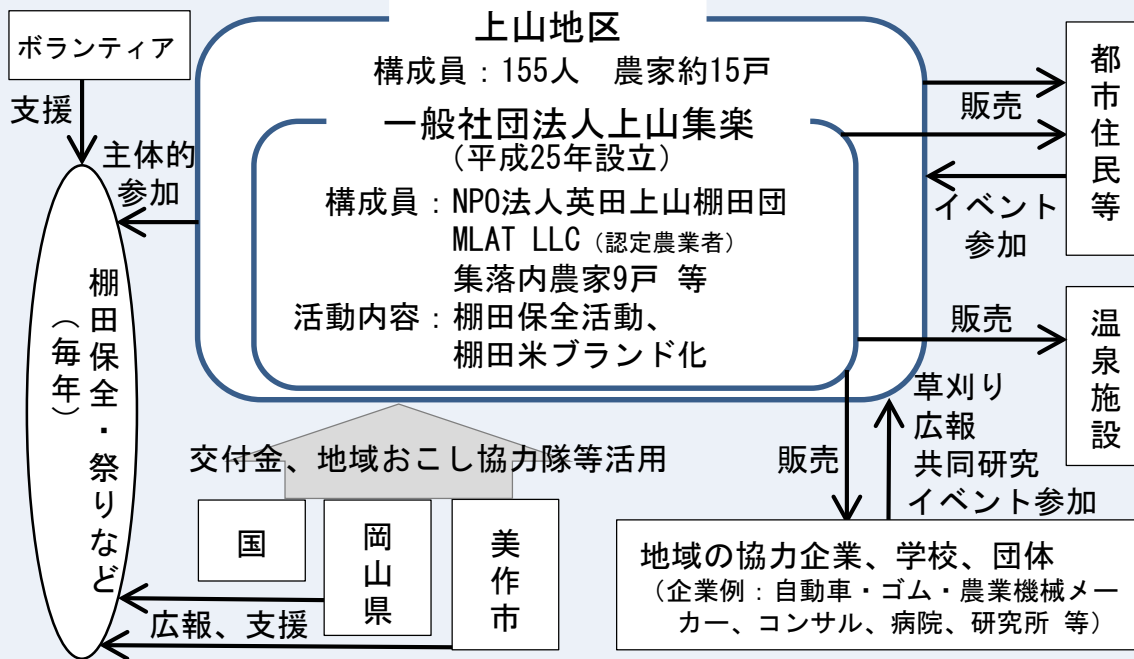 ボランティア
支援
上山地区
構成員：155人　農家約15戸
一般社団法人上山集楽
（平成25年設立）
構成員：NPO法人英田上山棚田団
MLAT LLC（認定農業者）
集落内農家9戸 等
活動内容：棚田保全活動、
棚田米ブランド化
主体的
参加
棚田保全・祭りなど
（毎年）
販売
イベント
参加
都市住民等
販売
温泉施設
交付金、地域おこし協力隊等活用
国
岡山県
美作市
広報、支援
販売
草刈り
広報
共同研究
イベント参加
地域の協力企業、学校、団体
（企業例：自動車・ゴム・農業機械メー
カー、コンサル、病院、研究所 等）